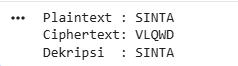 Plaintext : SINTA
Ciphertext: VLQWD
Dekripsi  : SINTA